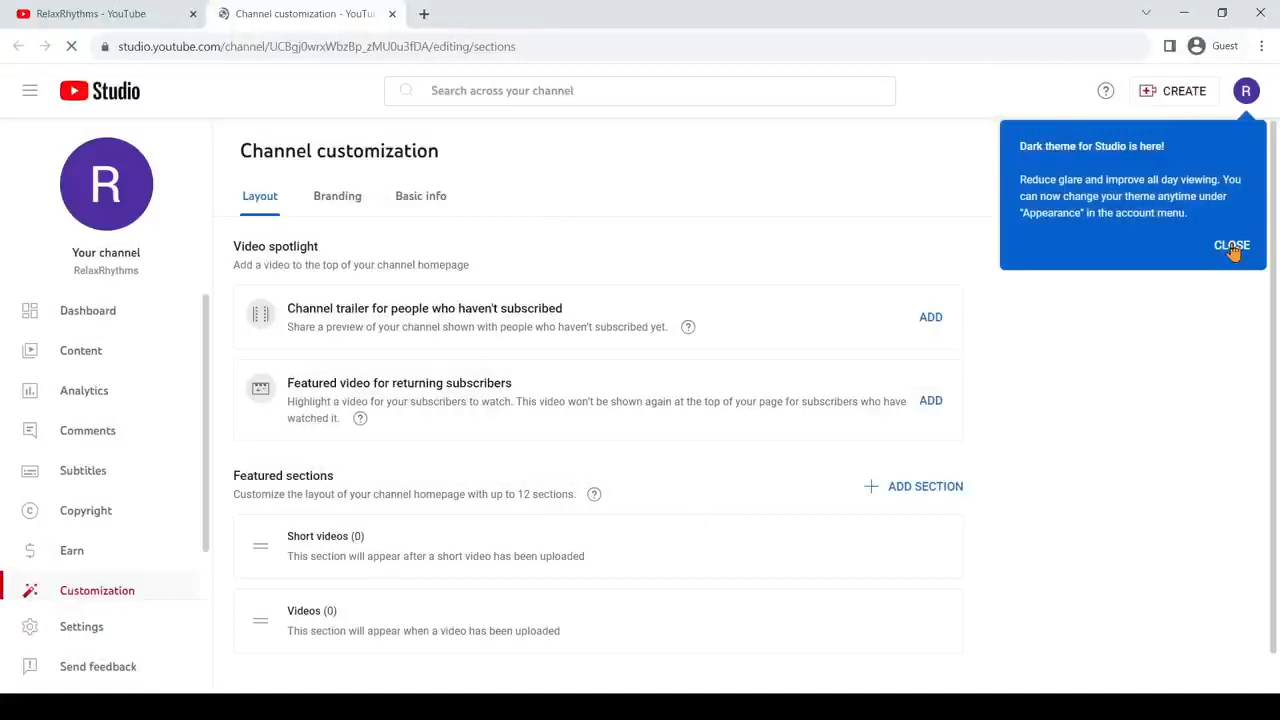 RelaxRhythms - YouTube
Channel customization - YouTu
studio.youtube.com/channel/UCBgj0wrxWbzBp_zMU0u3fDA/editing/sections
Guest
Studio
Search across your channel
CREATE
R
R
Your channel
RelaxRhythms
Dashboard
Content
Analytics
Comments
Subtitles
Copyright
Earn
Customization
Settings
Send feedback
Channel customization
Layout
Branding
Basic info
Video spotlight
Add a video to the top of your channel homepage
Channel trailer for people who haven't subscribed
Share a preview of your channel shown with people who haven't subscribed yet.
ADD
Featured video for returning subscribers
Highlight a video for your subscribers to watch. This video won't be shown again at the top of your page for subscribers who have
watched it.
ADD
Featured sections
Customize the layout of your channel homepage with up to 12 sections.
ADD SECTION
Short videos (0)
This section will appear after a short video has been uploaded
Videos (0)
This section will appear when a video has been uploaded
Dark theme for Studio is here!
Reduce glare and improve all day viewing. You
can now change your theme anytime under
"Appearance" in the account menu.
CLOSE